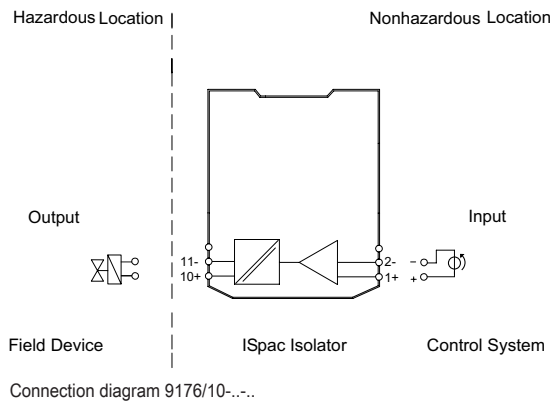 Hazardous Location
Nonhazardous Location
Output
Input
11-
10+
2-
1+
−
+
Field Device
ISpac Isolator
Control System
Connection diagram 9176/10-..-..